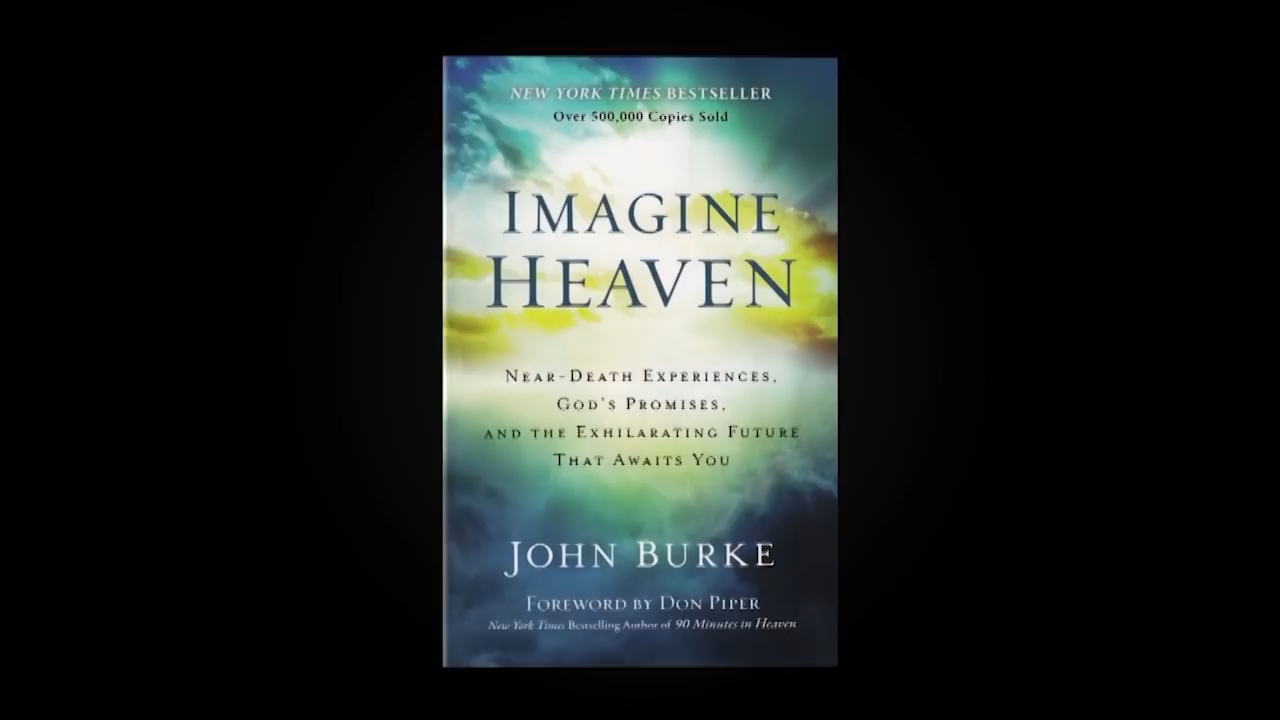 NEW YORK TIMES BESTSELLER
Over 500,000 Copies Sold
IMAGINE
HEAVEN
NEAR-DEATH EXPERIENCES,
GOD'S PROMISES,
AND THE EXHILARATING FUTURE
THAT AWAITS YOU
JOHN BURKE
FOREWORD BY DON PIPER
New York Times Bestselling Author of 90 Minutes in Heaven